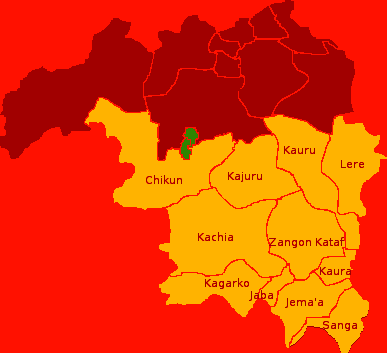 Kauru
Lere
Chikun
Kajuru
Kachia
Zangon Kataf
Kaura
Kagarko
Jaba
Jema'a
Sanga